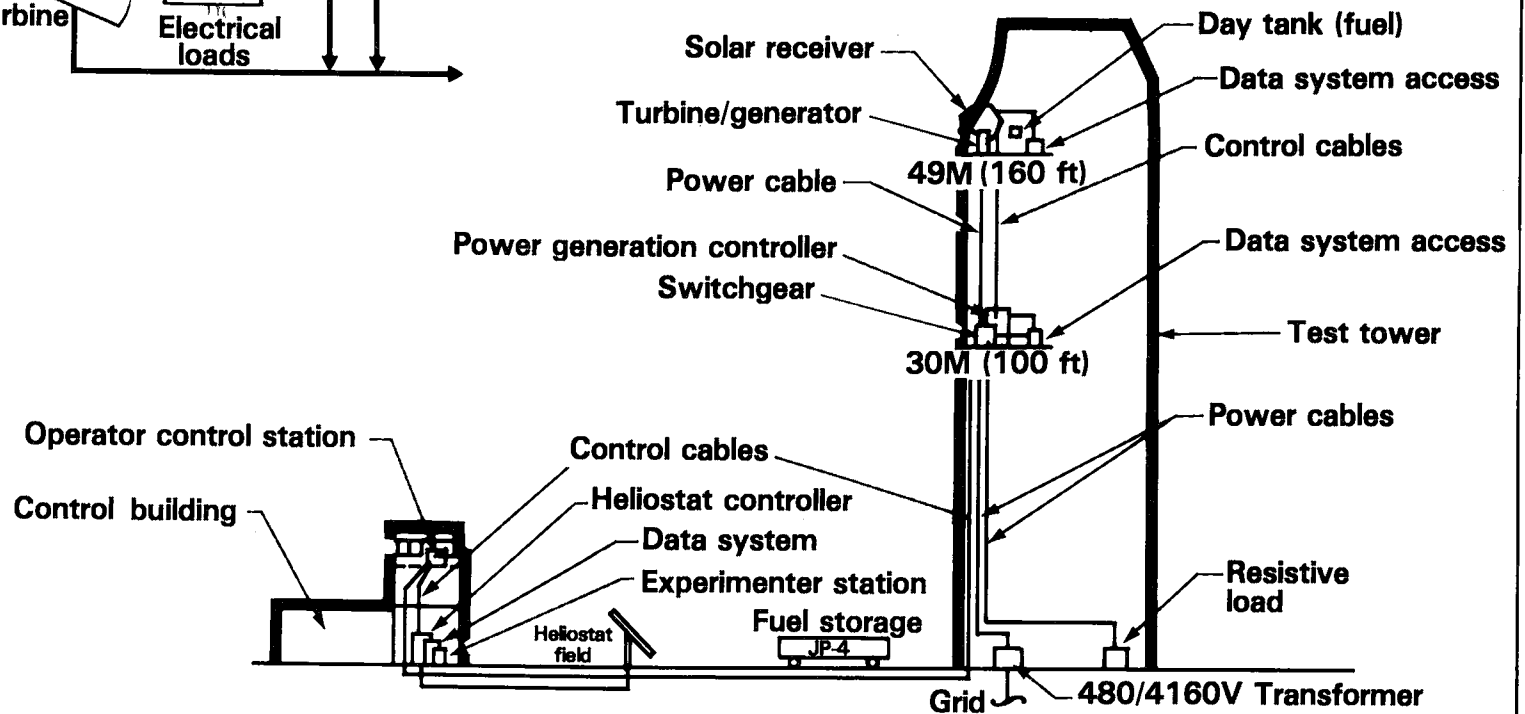 rbine
Electrical
loads
Solar receiver
Day tank (fuel)
Data system access
Turbine/generator
Control cables
49M (160 ft)
Power cable
Power generation controller
Data system access
Switchgear
Test tower
30M (100 ft)
Power cables
Operator control station
Control cables
Heliostat controller
Control building
Data system
Experimenter station
Resistive
load
Fuel storage
JP-4
Heliostat
field
Grid
480/4160V Transformer